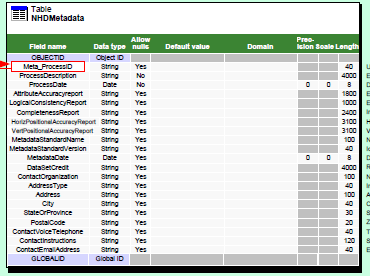 Table
NHDMetadata
Field name Data type Allow nulls Default value Domain Prec-ision Scale Length
OBJECTID Object ID
Meta_ProcessID String Yes 40
ProcessDescription String No 4000
ProcessDate Date No 0 0 8
AttributeAccuracyreport String Yes 1800
LogicalConsistencyReport String Yes 1000
CompletenessReport String Yes 2400
HorizPositionalAccuracyReport String Yes 3100
VertPositionalAccuracyReport String Yes 3100
MetadataStandardName String Yes 100
MetadataStandardVersion String Yes 40
MetadataDate Date Yes 0 0 8
DataSetCredit String Yes 4000
ContactOrganization String Yes 100
AddressType String Yes 40
Address String Yes 100
City String Yes 40
StateOrProvince String Yes 30
PostalCode String Yes 20
ContactVoiceTelephone String Yes 40
ContactInstructions String Yes 120
ContactEmailAddress String Yes 40
GLOBALID Global ID